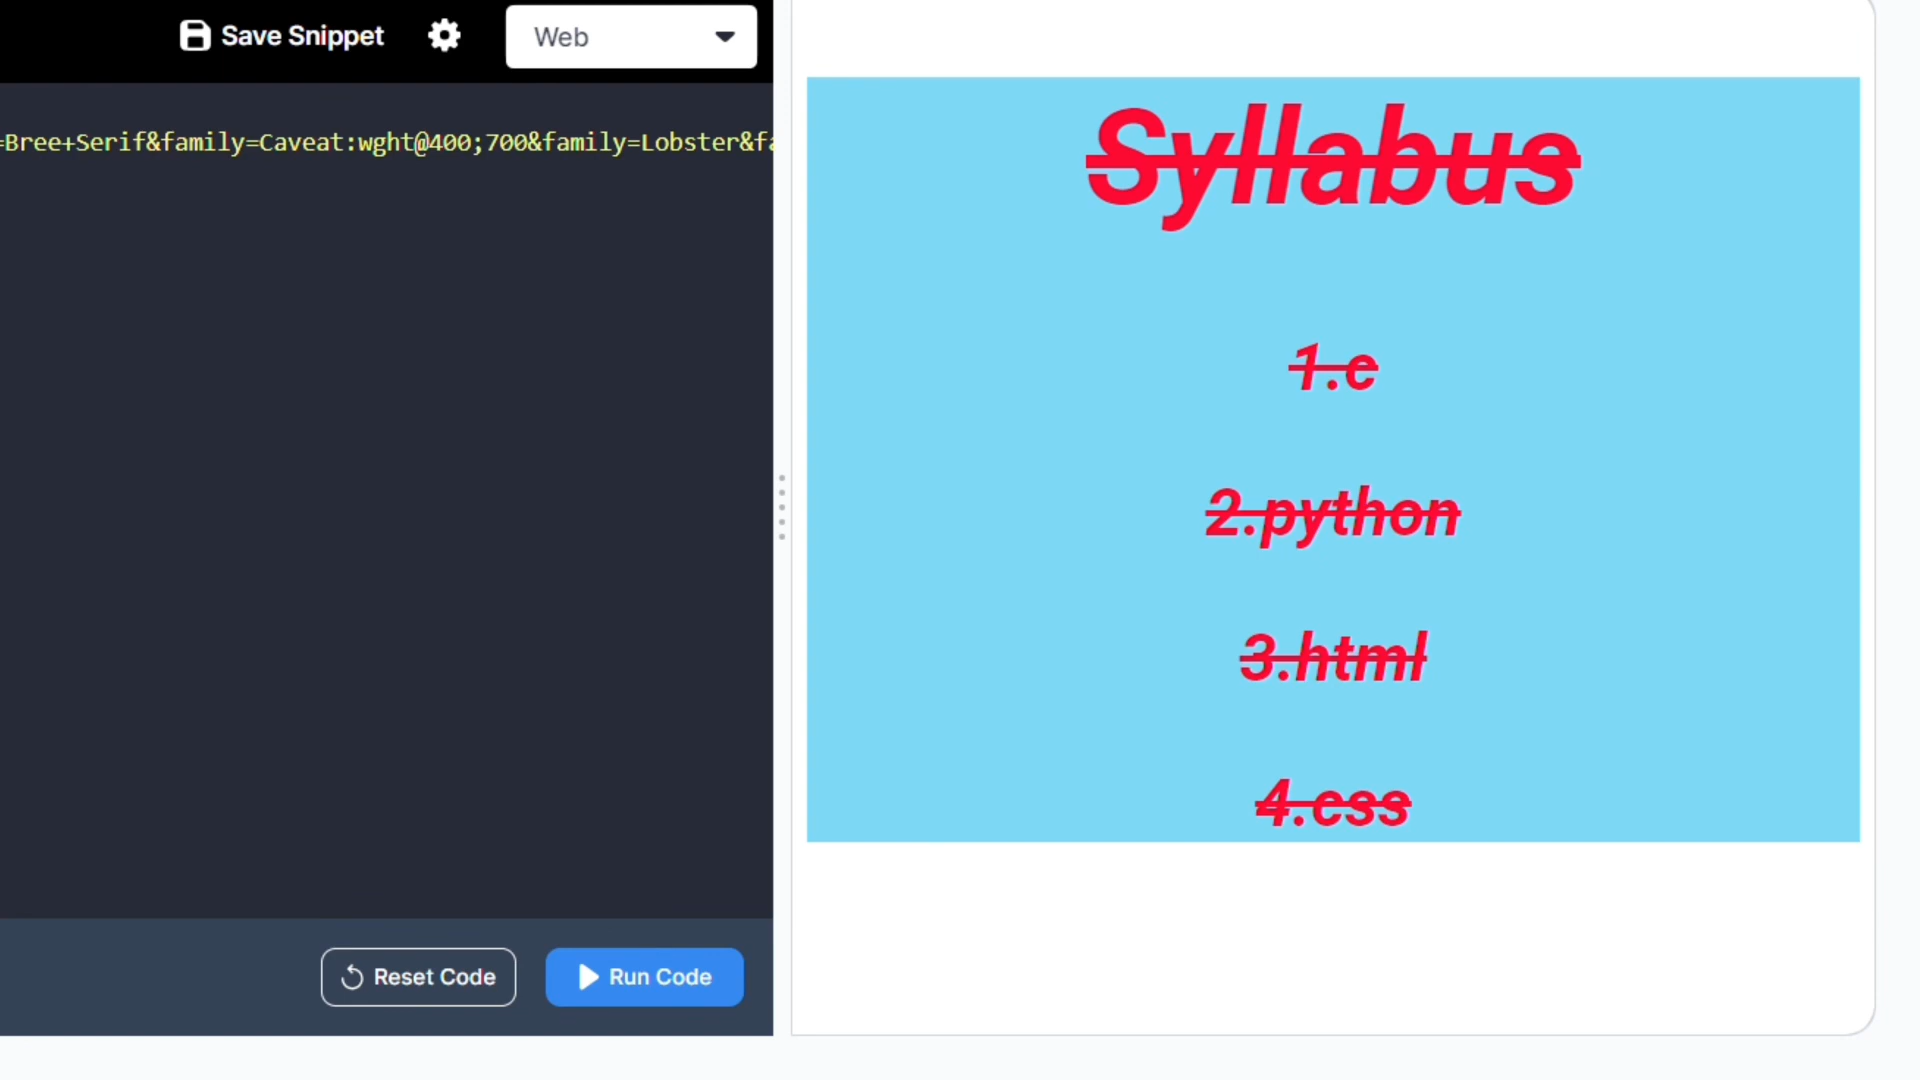 Save Snippet
Web
=Bree+Serif&family=Caveat:wght@400;700&family=Lobster&fa
Syllabus
1.c
2.python
3.html
4.css
Reset Code
Run Code